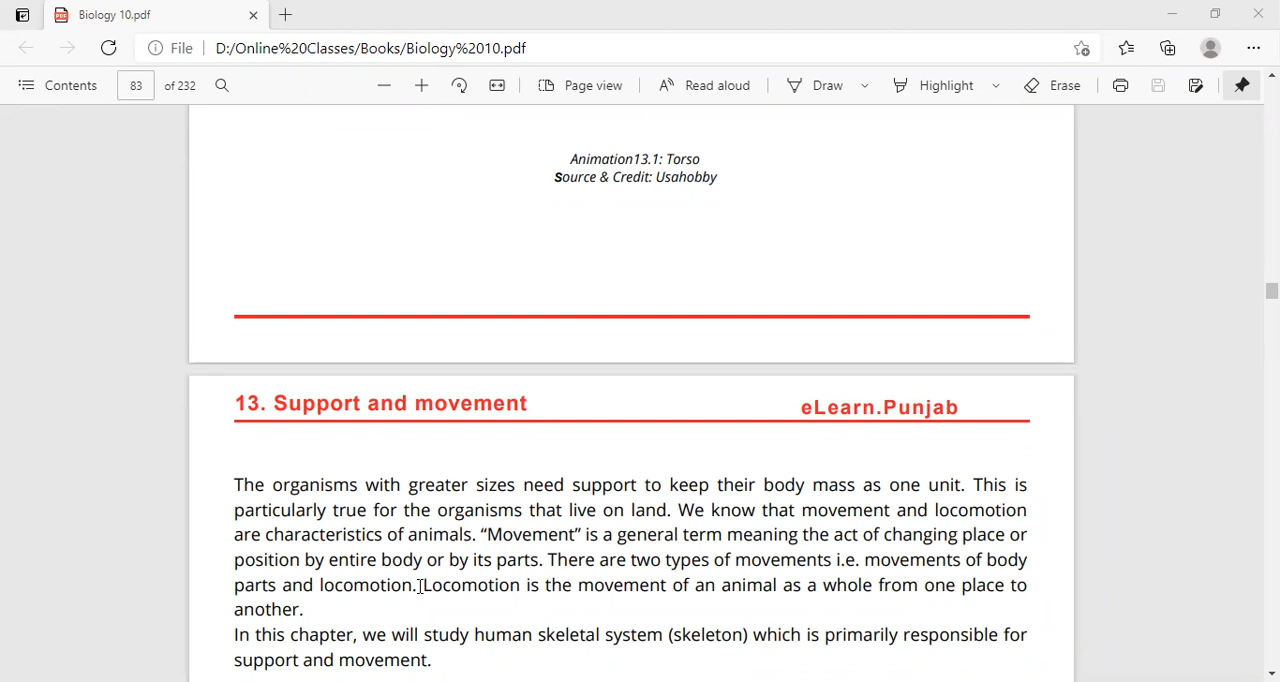 Biology 10.pdf
File D:/Online%20Classes/Books/Biology%2010.pdf
Contents 83 of 232 Page view Read aloud Draw Highlight Erase
Animation13.1: Torso
Source & Credit: Usahobby
13. Support and movement eLearn.Punjab
The organisms with greater sizes need support to keep their body mass as one unit. This is
particularly true for the organisms that live on land. We know that movement and locomotion
are characteristics of animals. “Movement” is a general term meaning the act of changing place or
position by entire body or by its parts. There are two types of movements i.e. movements of body
parts and locomotion. Locomotion is the movement of an animal as a whole from one place to
another.
In this chapter, we will study human skeletal system (skeleton) which is primarily responsible for
support and movement.